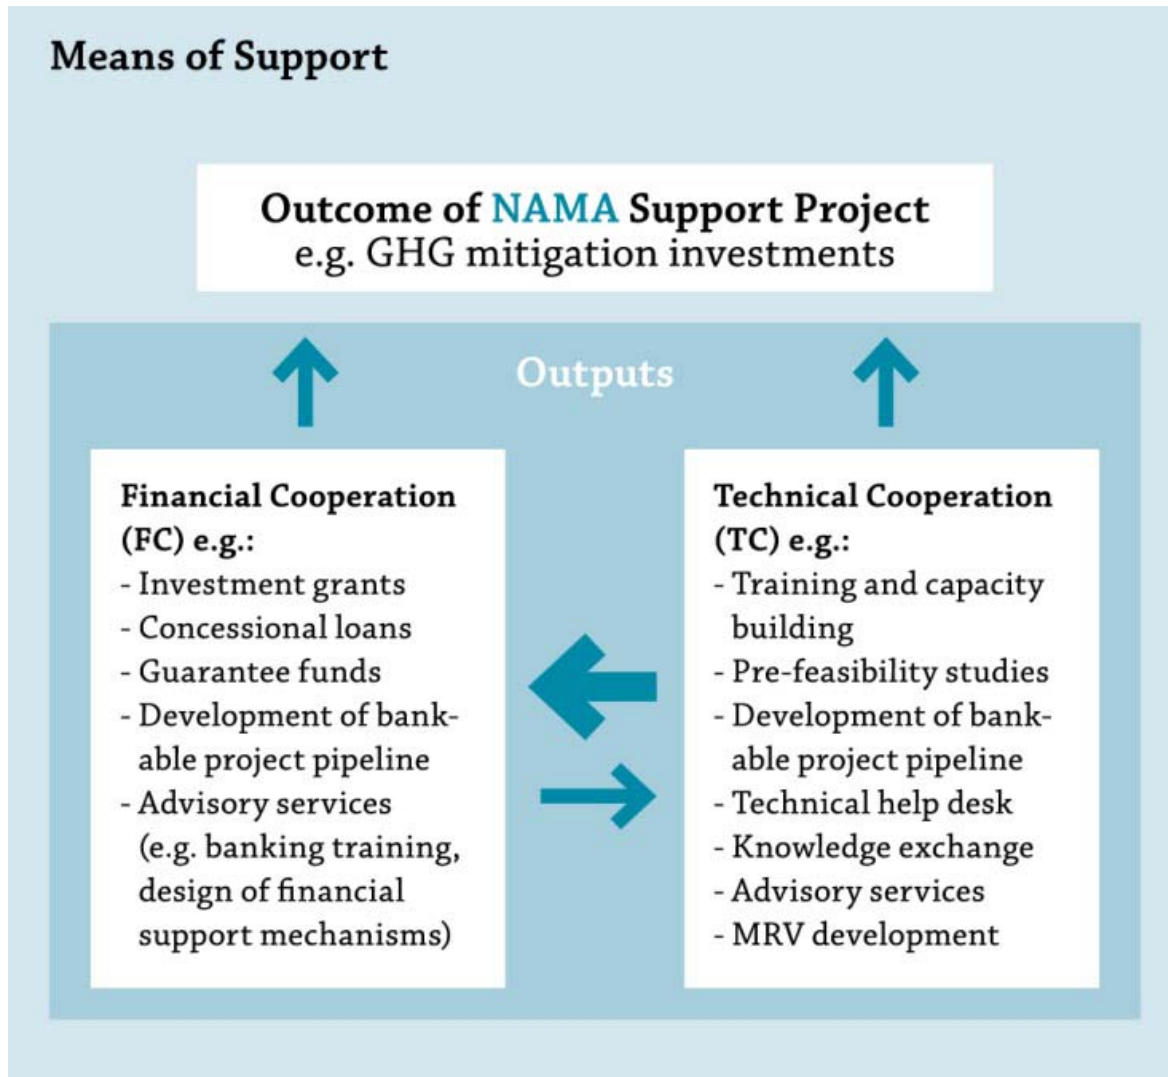 Means of Support
Outcome of NAMA Support Project
e.g. GHG mitigation investments
Outputs
Financial Cooperation
(FC) e.g.:
- Investment grants
- Concessional loans
- Guarantee funds
- Development of bank-
able project pipeline
- Advisory services
(e.g. banking training,
design of financial
support mechanisms)
Technical Cooperation
(TC) e.g.:
- Training and capacity
building
- Pre-feasibility studies
- Development of bank-
able project pipeline
- Technical help desk
- Knowledge exchange
- Advisory services
- MRV development